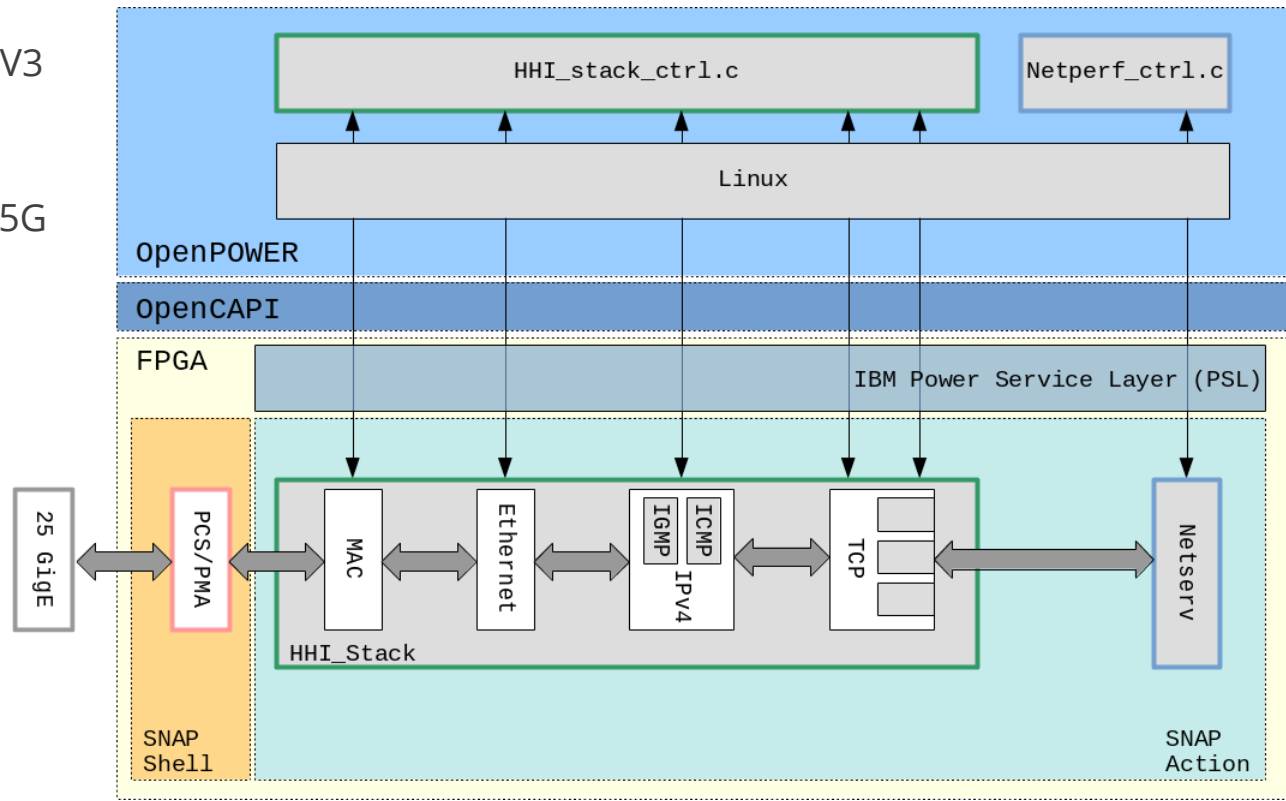 V3
HHI_stack_ctrl.c
Netperf_ctrl.c
Linux
5G
OpenPOWER
OpenCAPI
FPGA
IBM Power Service Layer (PSL)
25 GigE
PCS/PMA
MAC
Ethernet
IGMP
ICMP
IPv4
TCP
Netserv
HHI_Stack
SNAP
Shell
SNAP
Action